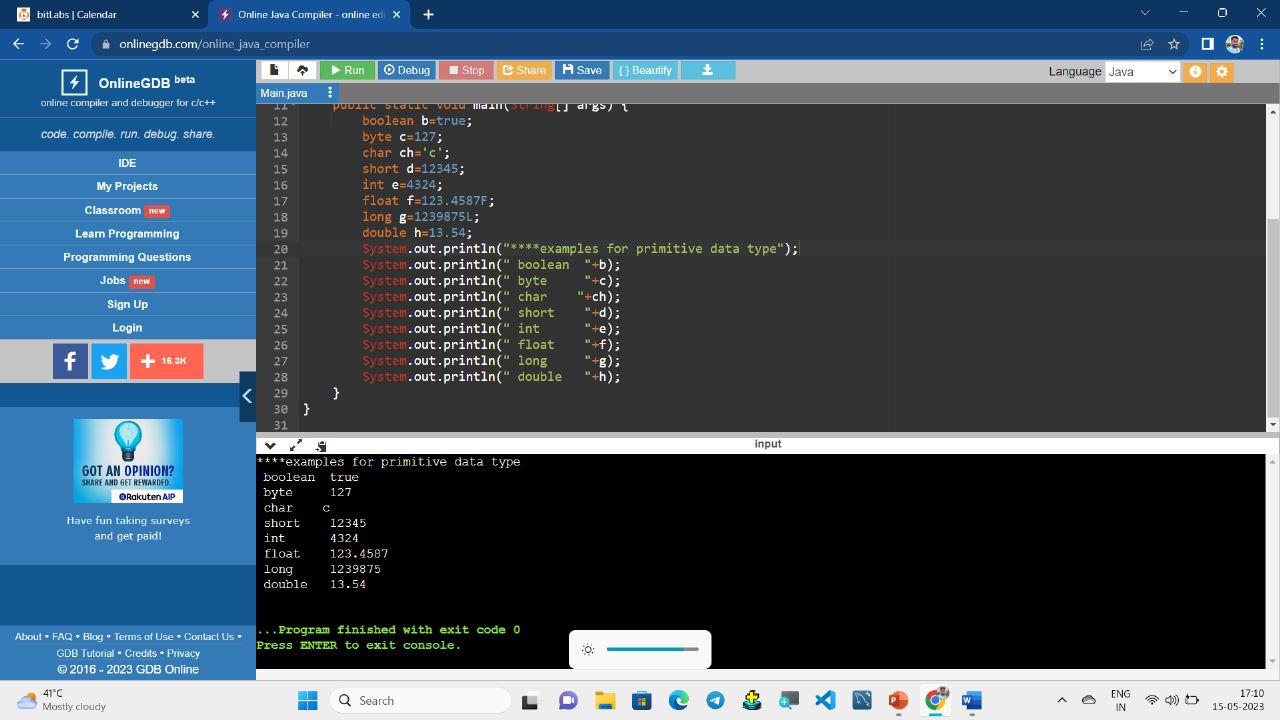 bitLabs | Calendar
Online Java Compiler - online edi
onlinegdb.com/online_java_compiler
OnlineGDB beta
online compiler and debugger for c/c++
code. compile. run. debug. share.
IDE
My Projects
Classroom new
Learn Programming
Programming Questions
Jobs new
Sign Up
Login
16.3K
GOT AN OPINION?
SHARE AND GET REWARDED.
Rakuten AIP
Have fun taking surveys
and get paid!
About • FAQ • Blog • Terms of Use • Contact Us •
GDB Tutorial • Credits • Privacy
© 2016 - 2023 GDB Online
Run Debug Stop Share Save { } Beautify
Language Java
Main.java
11 public static void main(String[] args) {
12 boolean b=true;
13 byte c=127;
14 char ch='c';
15 short d=12345;
16 int e=4324;
17 float f=123.4587F;
18 long g=1239875L;
19 double h=13.54;
20 System.out.println("****examples for primitive data type");
21 System.out.println(" boolean  "+b);
22 System.out.println(" byte     "+c);
23 System.out.println(" char    "+ch);
24 System.out.println(" short    "+d);
25 System.out.println(" int      "+e);
26 System.out.println(" float    "+f);
27 System.out.println(" long     "+g);
28 System.out.println(" double   "+h);
29 }
30 }
31
input
****examples for primitive data type
boolean  true
byte     127
char    c
short    12345
int      4324
float    123.4587
long     1239875
double   13.54
...Program finished with exit code 0
Press ENTER to exit console.
41°C
Mostly cloudy
Search
ENG
IN
17:10
15-05-2023